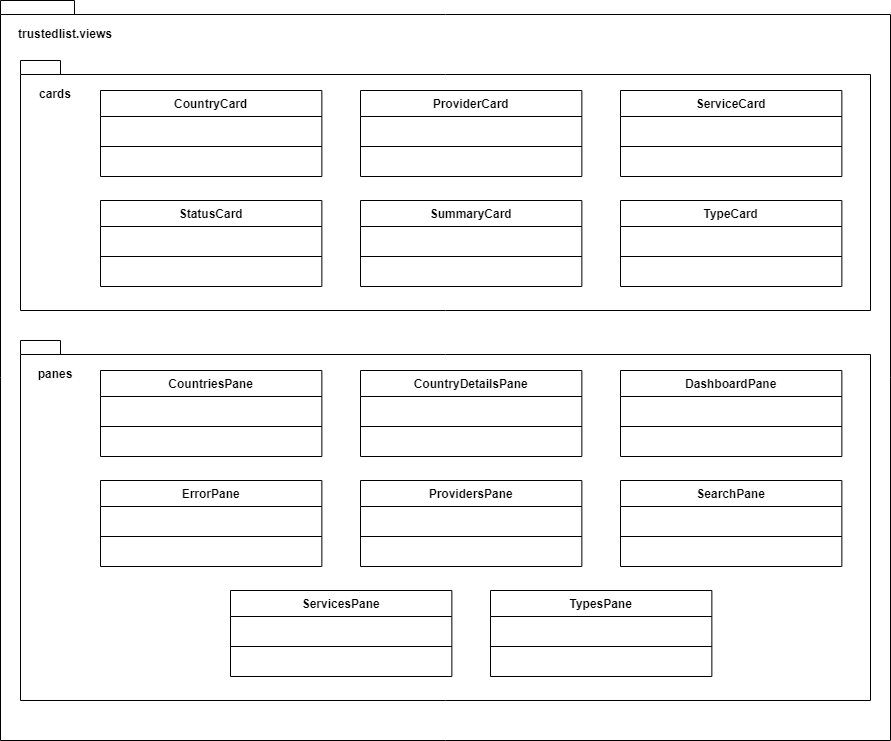 trustedlist.views
cards
CountryCard
ProviderCard
ServiceCard
StatusCard
SummaryCard
TypeCard
panes
CountriesPane
CountryDetailsPane
DashboardPane
ErrorPane
ProvidersPane
SearchPane
ServicesPane
TypesPane